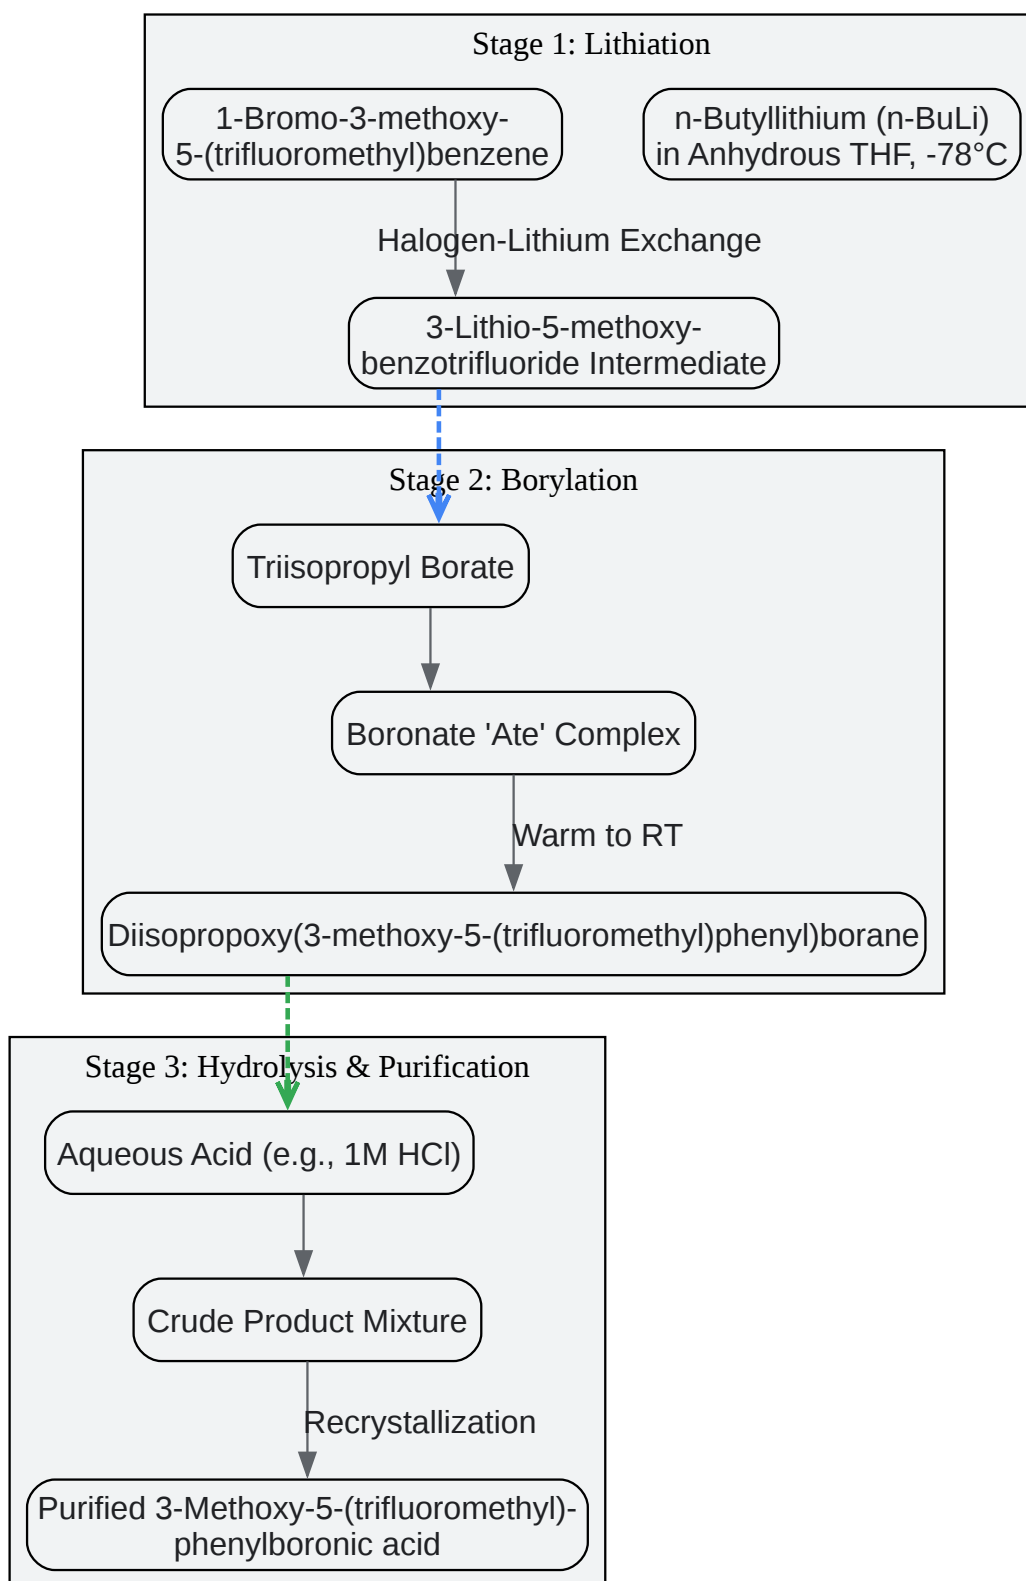 Stage 1: Lithiation
1-Bromo-3-methoxy-
5-(trifluoromethyl)benzene
n-Butyllithium (n-BuLi)
in Anhydrous THF, -78°C
Halogen-Lithium Exchange
3-Lithio-5-methoxy-
benzotrifluoride Intermediate
Stage 2: Borylation
Triisopropyl Borate
Boronate 'Ate' Complex
Warm to RT
Diisopropoxy(3-methoxy-5-(trifluoromethyl)phenyl)borane
Stage 3: Hydrolysis & Purification
Aqueous Acid (e.g., 1M HCl)
Crude Product Mixture
Recrystallization
Purified 3-Methoxy-5-(trifluoromethyl)-
phenylboronic acid